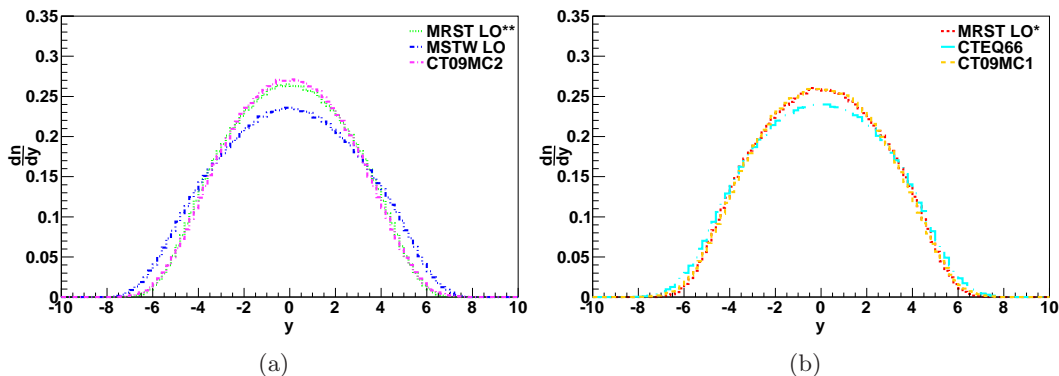 0.35
0.3
0.25
0.2
0.15
0.1
0.05
0
dn
dy
-10 -8 -6 -4 -2 0 2 4 6 8 10
y
MRST LO**
MSTW LO
CT09MC2
(a)
0.35
0.3
0.25
0.2
0.15
0.1
0.05
0
dn
dy
-10 -8 -6 -4 -2 0 2 4 6 8 10
y
MRST LO*
CTEQ66
CT09MC1
(b)